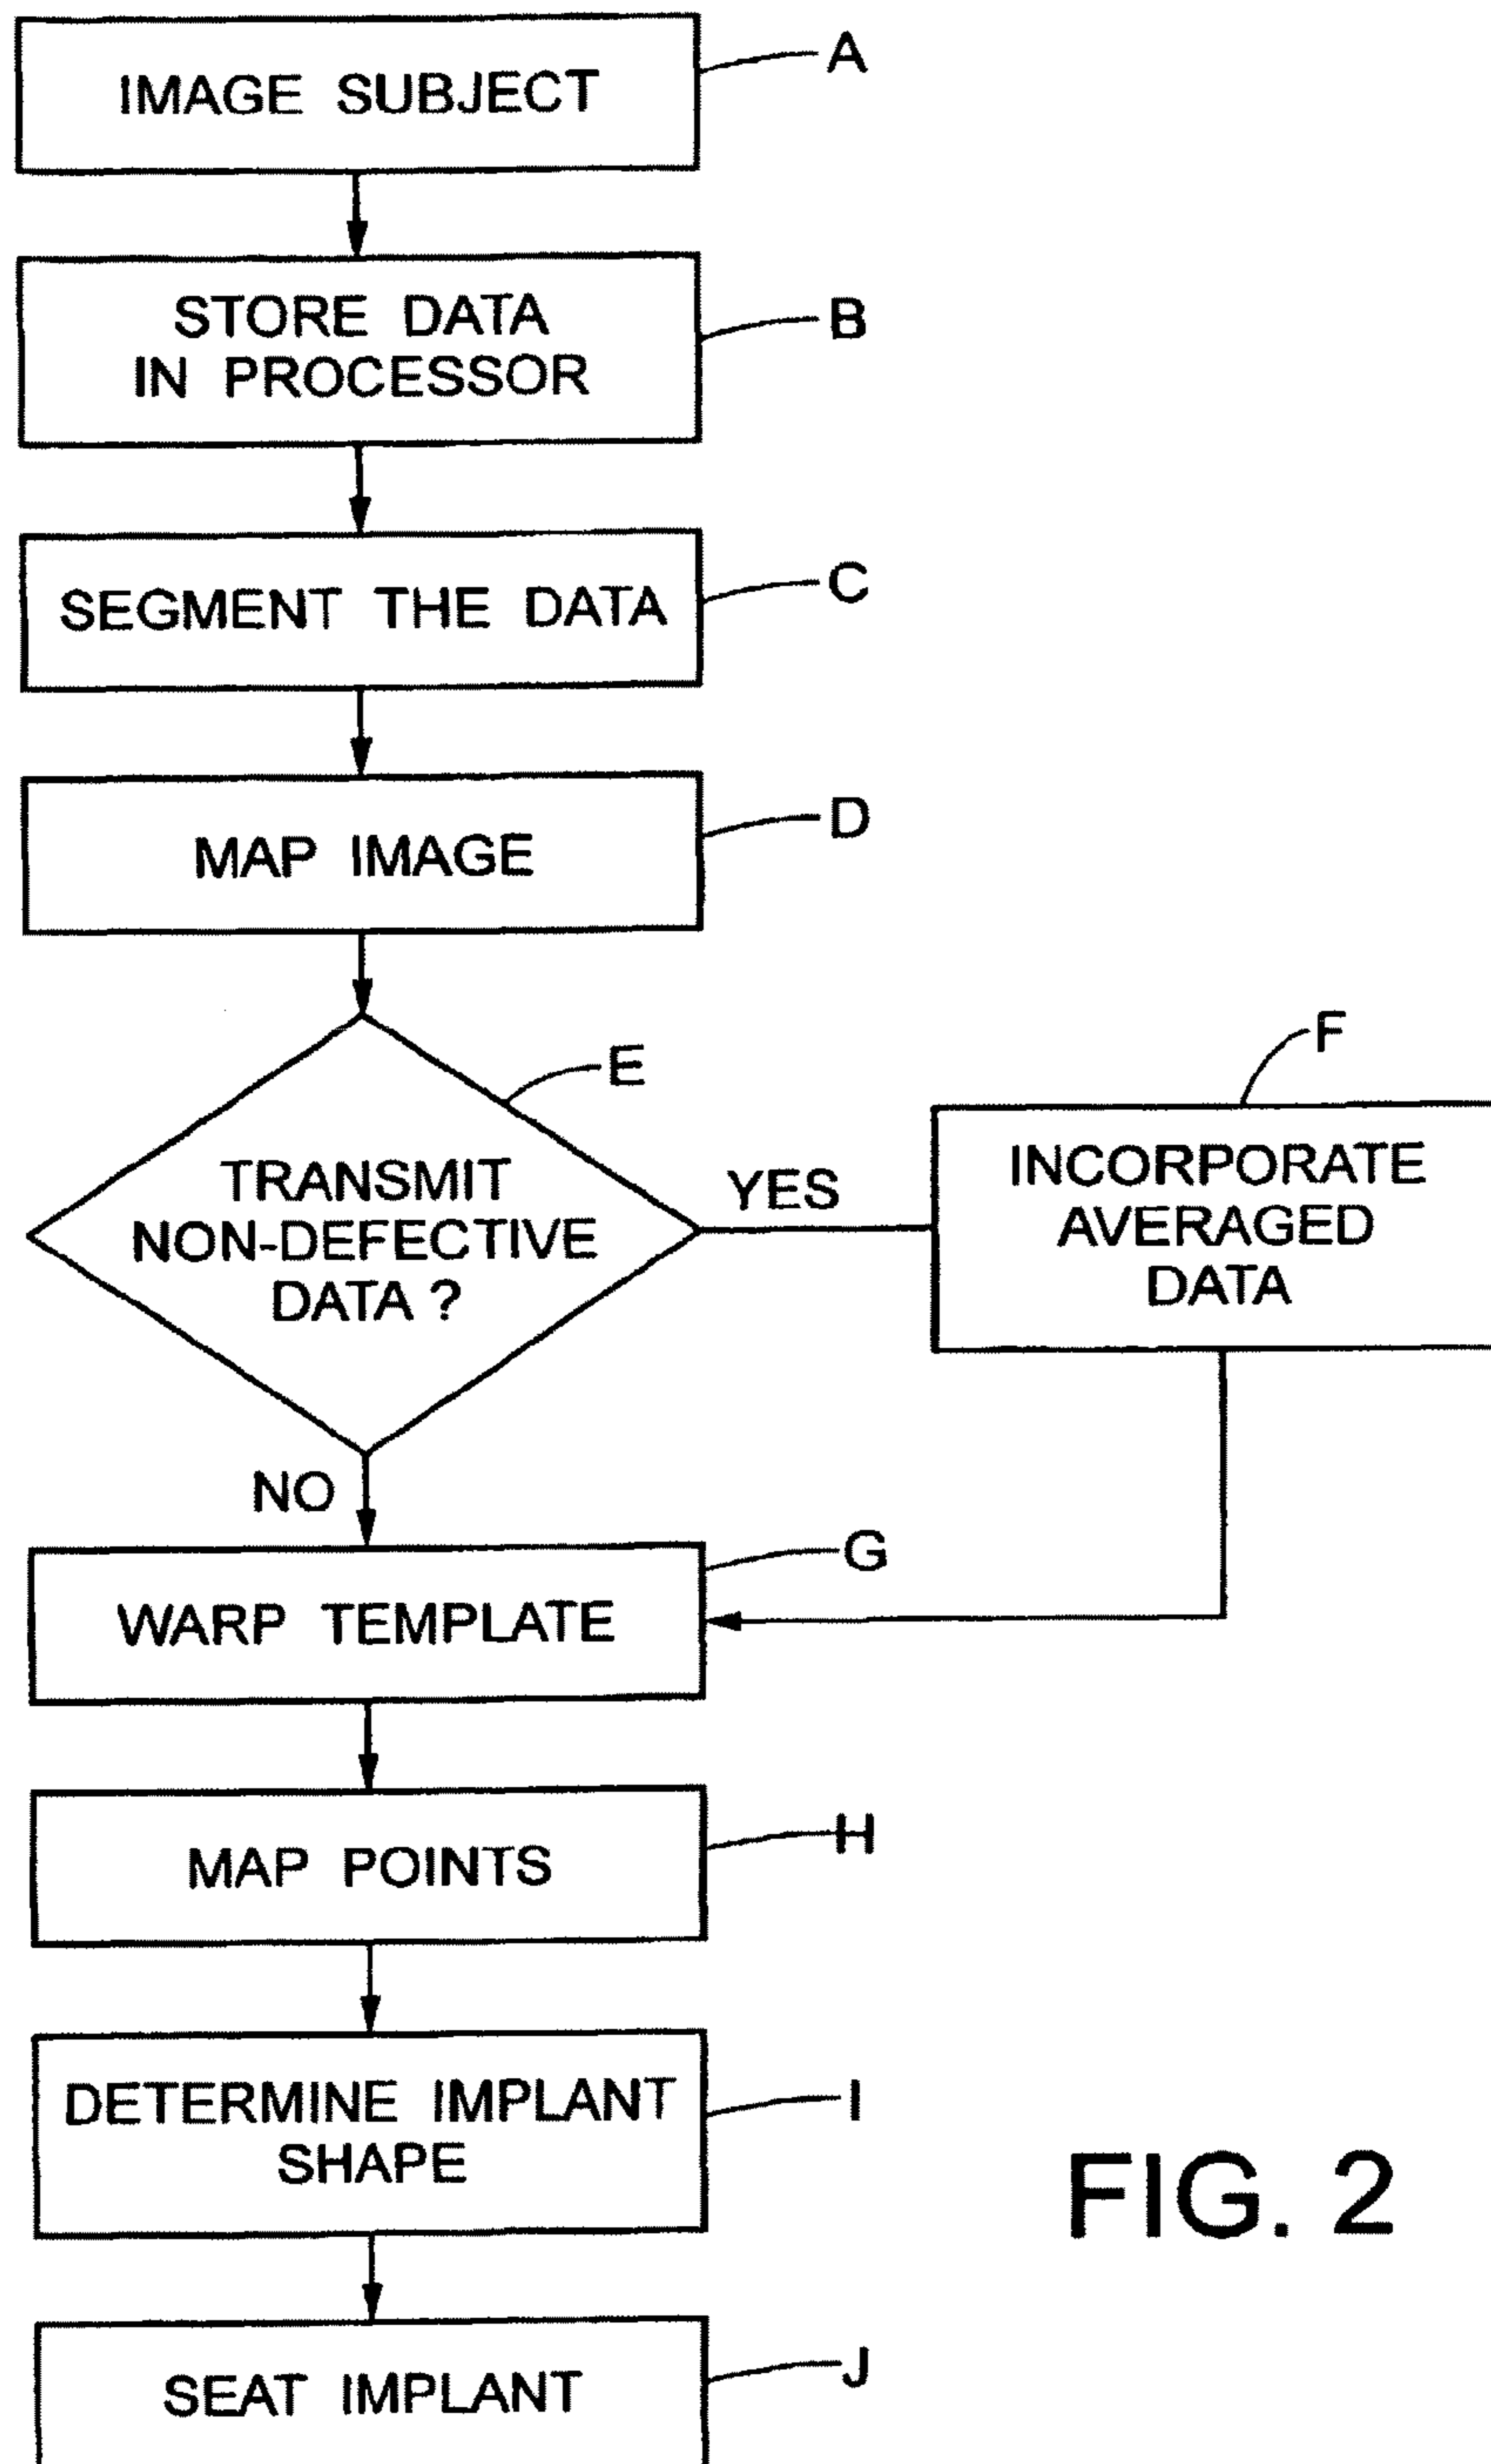 IMAGE SUBJECT
A
STORE DATA
IN PROCESSOR
B
SEGMENT THE DATA
C
MAP IMAGE
D
E
TRANSMIT
NON-DEFECTIVE
DATA ?
YES
F
INCORPORATE
AVERAGED
DATA
NO
WARP TEMPLATE
G
MAP POINTS
H
DETERMINE IMPLANT
SHAPE
I
SEAT IMPLANT
J
FIG. 2